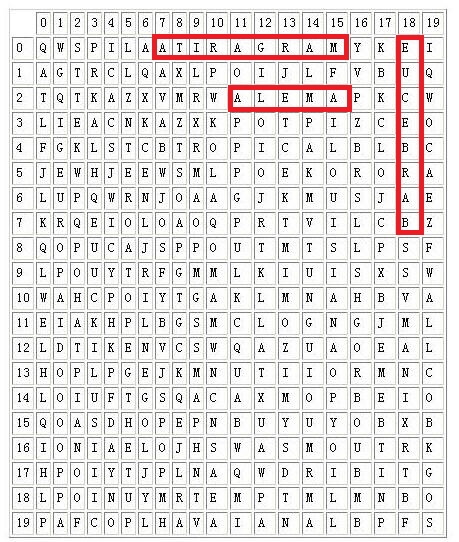 0 1 2 3 4 5 6 7 8 9 10 11 12 13 14 15 16 17 18 19
0 Q W S P I L A A T I R A G R A M Y K E I
1 A G T R C L Q A X L P O I J L F V B U Q
2 T Q T K A Z X V M R W A L E M A P K C W
3 L I E A C N K A Z X K P O T P I Z C E O
4 F G K L S T C B T R O P I C A L B L B C
5 J E W H J E E W S M L P O E K O R O R A
6 L U P Q W R N J O A A G J K M U S J A E
7 K R Q E I O L O A O Q P R T V I L C B Z
8 Q O P U C A J S P P O U T M T S L P S F
9 L P O U Y T R F G M M L K I U I S X S W
10 W A H C P O I Y T G A K L M N A H B V A
11 E I A K H P L B G S M C L O G N G J M L
12 L D T I K E N V C S W Q A Z U A O E A L
13 H O P L P G E J K M N U T I I O R M N C
14 L O I U F T G S Q A C A X M O P B E I O
15 Q O A S D H O P E P N B U Y U Y O B X B
16 I O N I A E L O J H S W A S M O U T R K
17 H P O I Y T J P L N A Q W D R I B I T G
18 L P O I N U Y M R T E M P T M L M N B O
19 P A F C O P L H A V A I A N A L B P F S